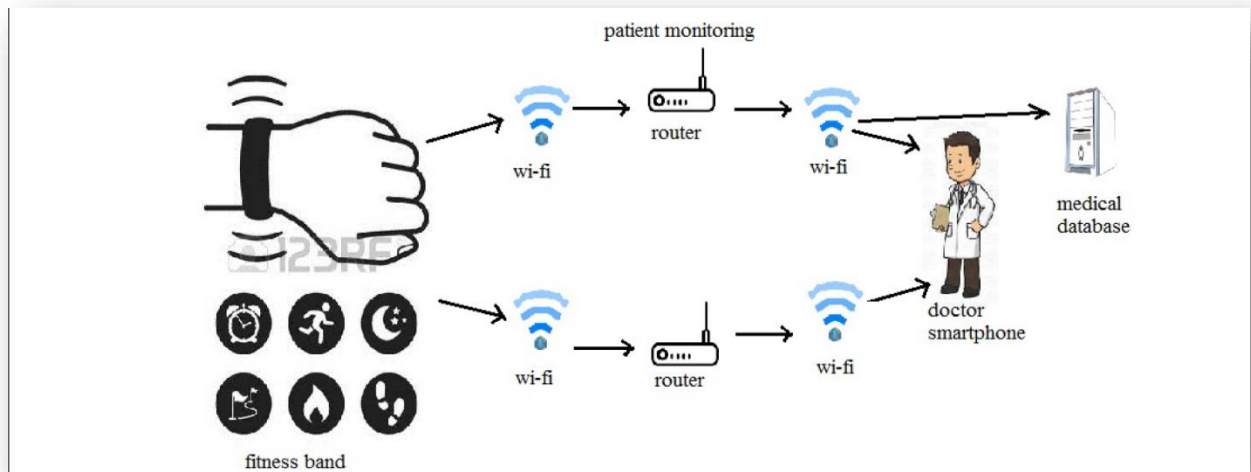 patient monitoring
router
wi-fi
wi-fi
medical
database
123RF
doctor
smartphone
wi-fi
router
wi-fi
fitness band